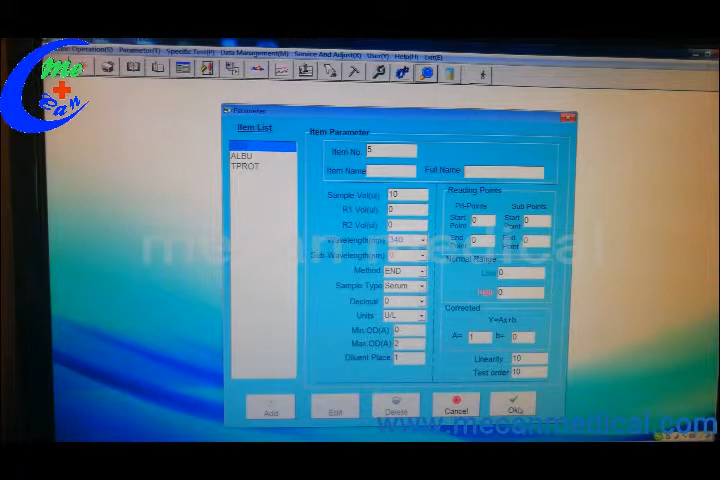 Me
Can
Parameter(T) Specific Test(P) Data Management(M) Service And Adjust(X) User(Y) Help(H) Exit(E)
Parameter
Item List
ALBU
TPROT
Item Parameter
Item No. 5
Item Name
Full Name
Sample Vol(ul) 10
R1 Vol(ul) 0
R2 Vol(ul) 0
Wavelength(nm) 340
Sub-Wavelength(nm) 0
Method END
Sample Type Serum
Decimal 0
Units U/L
Min.OD(A) 0
Max.OD(A) 2
Diluent Place 1
Reading Points
Pri-Points Sub Points
Start Point 0 Start Point 0
End Point 0 End Point 0
Normal Range
Low 0
High 0
Corrected
Y=Ax+b
A= 1 b= 0
Linearity 10
Test order 10
Add Edit Delete Cancel Ok
mecanmedical
www.mecanmedical.com